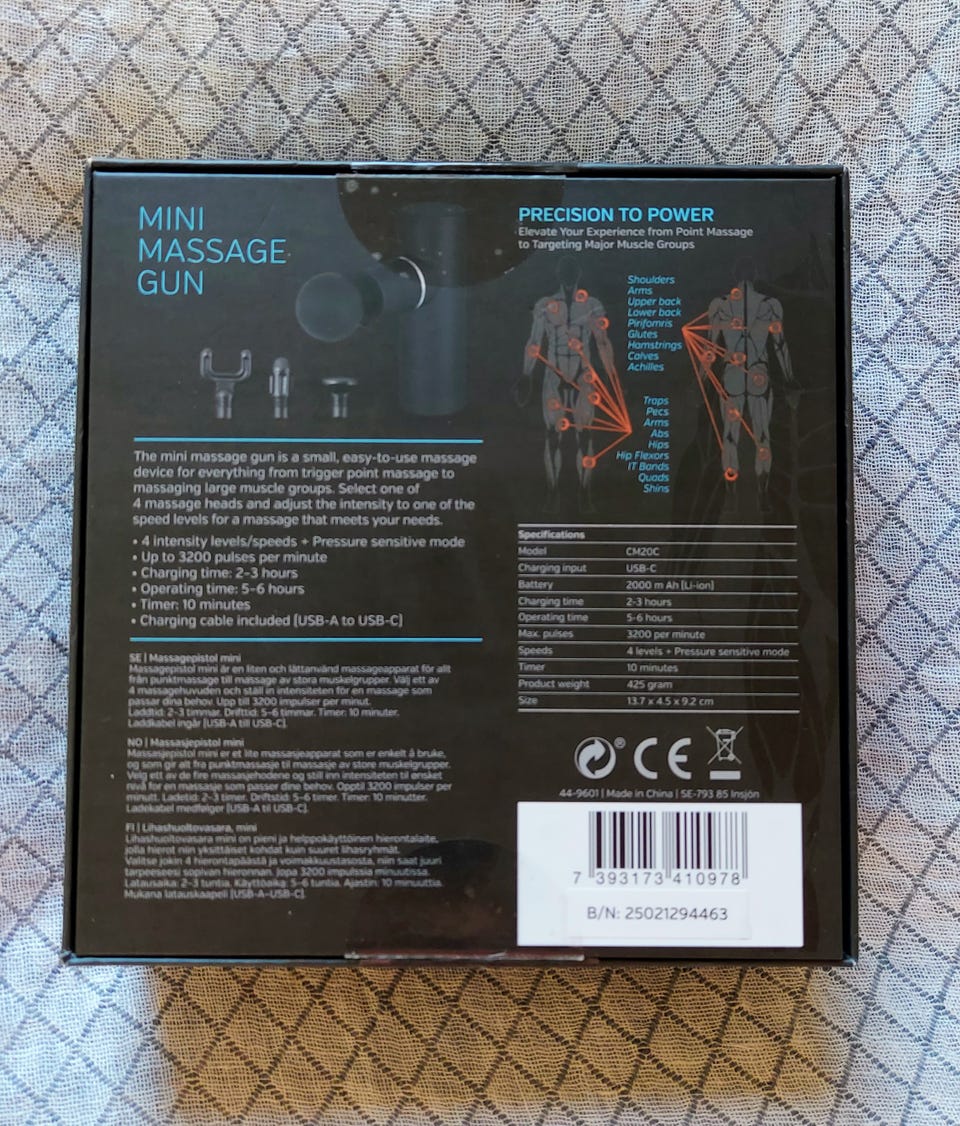 MINI
MASSAGE
GUN
The mini massage gun is a small, easy-to-use massage
device for everything from trigger point massage to
massaging large muscle groups. Select one of
4 massage heads and adjust the intensity to one of the
speed levels for a massage that meets your needs.
• 4 intensity levels/speeds + Pressure sensitive mode
• Up to 3200 pulses per minute
• Charging time: 2–3 hours
• Operating time: 5–6 hours
• Timer: 10 minutes
• Charging cable included [USB-A to USB-C]
SE | Massagepistol mini
Massagepistol mini är en liten och lättanvänd massageapparat för allt
från punktmassage till massage av stora muskelgrupper. Välj ett av
4 massagehuvuden och ställ in intensiteten för en massage som
passar dina behov. Upp till 3200 impulser per minut.
Laddtid: 2–3 timmar. Drifttid: 5–6 timmar. Timer: 10 minuter.
Laddkabel ingår [USB-A till USB-C].
NO | Massasjepistol mini
Massasjepistol mini er et lite massasjeapparat som er enkelt å bruke,
og som gir alt fra punktmassasje til massasje av store muskelgrupper.
Velg ett av de fire massasjehodene og still inn intensiteten til ønsket
nivå for en massasje som passer dine behov. Opptil 3200 impulser per
minutt. Ladetid: 2–3 timer. Driftstid: 5–6 timer. Timer: 10 minutter.
Ladekabel medfølger [USB-A til USB-C].
FI | Lihashuoltovasara, mini
Lihashuoltovasara mini on pieni ja helppokäyttöinen hierontalaite,
jolla hierot niin yksittäiset kohdat kuin suuret lihasryhmät.
Valitse jokin 4 hierontapäästä ja voimakkuustasosta, niin saat juuri
tarpeeseesi sopivan hieronnan. Jopa 3200 impulssia minuutissa.
Latausaika: 2–3 tuntia. Käyttöaika: 5–6 tuntia. Ajastin: 10 minuuttia.
Mukana latauskaapeli [USB-A–USB-C].
PRECISION TO POWER
Elevate Your Experience from Point Massage
to Targeting Major Muscle Groups
Shoulders
Arms
Upper back
Lower back
Pirifomris
Glutes
Hamstrings
Calves
Achilles
Traps
Pecs
Arms
Abs
Hips
Hip Flexors
IT Bands
Quads
Shins
Specifications
Model CM20C
Charging input USB-C
Battery 2000 m Ah [Li-ion]
Charging time 2-3 hours
Operating time 5-6 hours
Max. pulses 3200 per minute
Speeds 4 levels + Pressure sensitive mode
Timer 10 minutes
Product weight 425 gram
Size 13.7 x 4.5 x 9.2 cm
® CE
44-9601 | Made in China | SE-793 85 Insjön
7 393173 410978
B/N: 25021294463